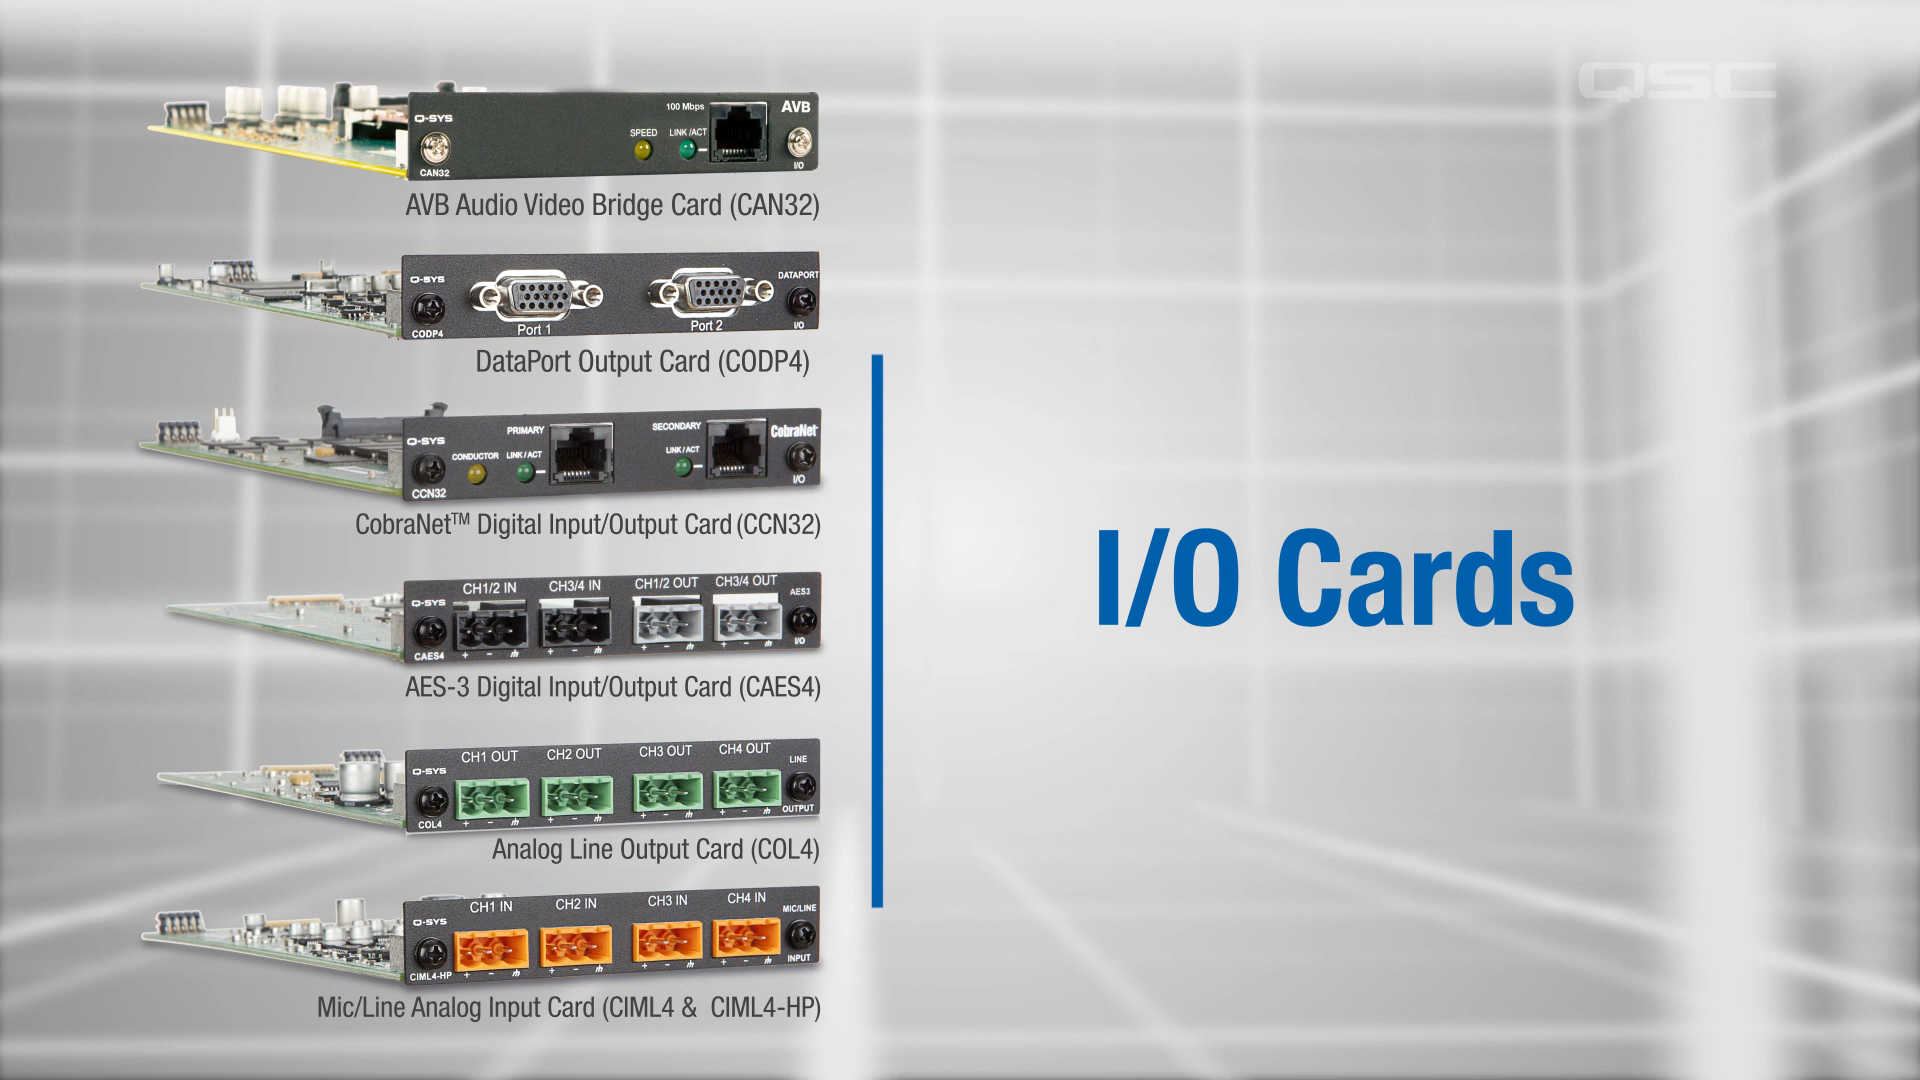 QSC
Q-SYS
100 Mbps
AVB
SPEED
LINK/ACT
CAN32
I/O
AVB Audio Video Bridge Card (CAN32)
Q-SYS
DATAPORT
CODP4
Port 1
Port 2
I/O
DataPort Output Card (CODP4)
Q-SYS
PRIMARY
SECONDARY
CobraNet
CONDUCTOR
LINK/ACT
LINK/ACT
CCN32
I/O
CobraNet™ Digital Input/Output Card (CCN32)
I/O Cards
Q-SYS
CH1/2 IN
CH3/4 IN
CH1/2 OUT
CH3/4 OUT
AES3
CAES4
+ −
+ −
+ −
+ −
I/O
AES-3 Digital Input/Output Card (CAES4)
Q-SYS
CH1 OUT
CH2 OUT
CH3 OUT
CH4 OUT
LINE
COL4
+ −
+ −
+ −
+ −
OUTPUT
Analog Line Output Card (COL4)
Q-SYS
CH1 IN
CH2 IN
CH3 IN
CH4 IN
MIC/LINE
CIML4-HP
+ −
+ −
+ −
+ −
INPUT
Mic/Line Analog Input Card (CIML4 & CIML4-HP)